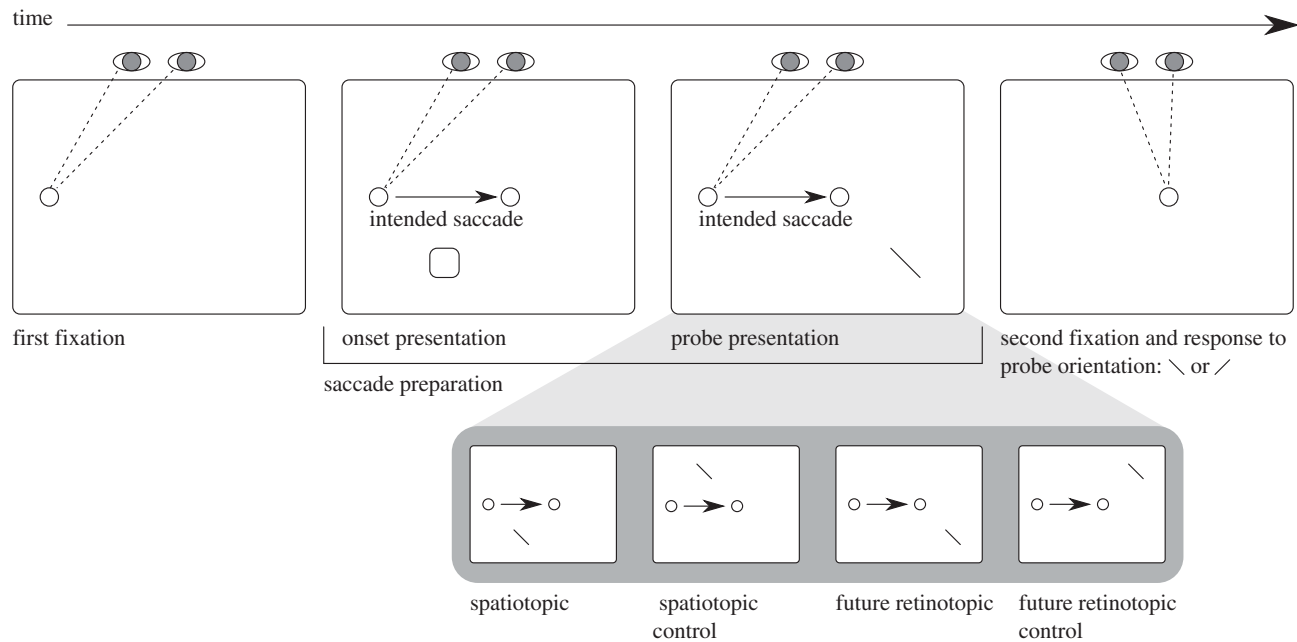 time
intended saccade
intended saccade
first fixation
onset presentation
probe presentation
second fixation and response to
probe orientation: \ or /
saccade preparation
spatiotopic
spatiotopic
control
future retinotopic
future retinotopic
control